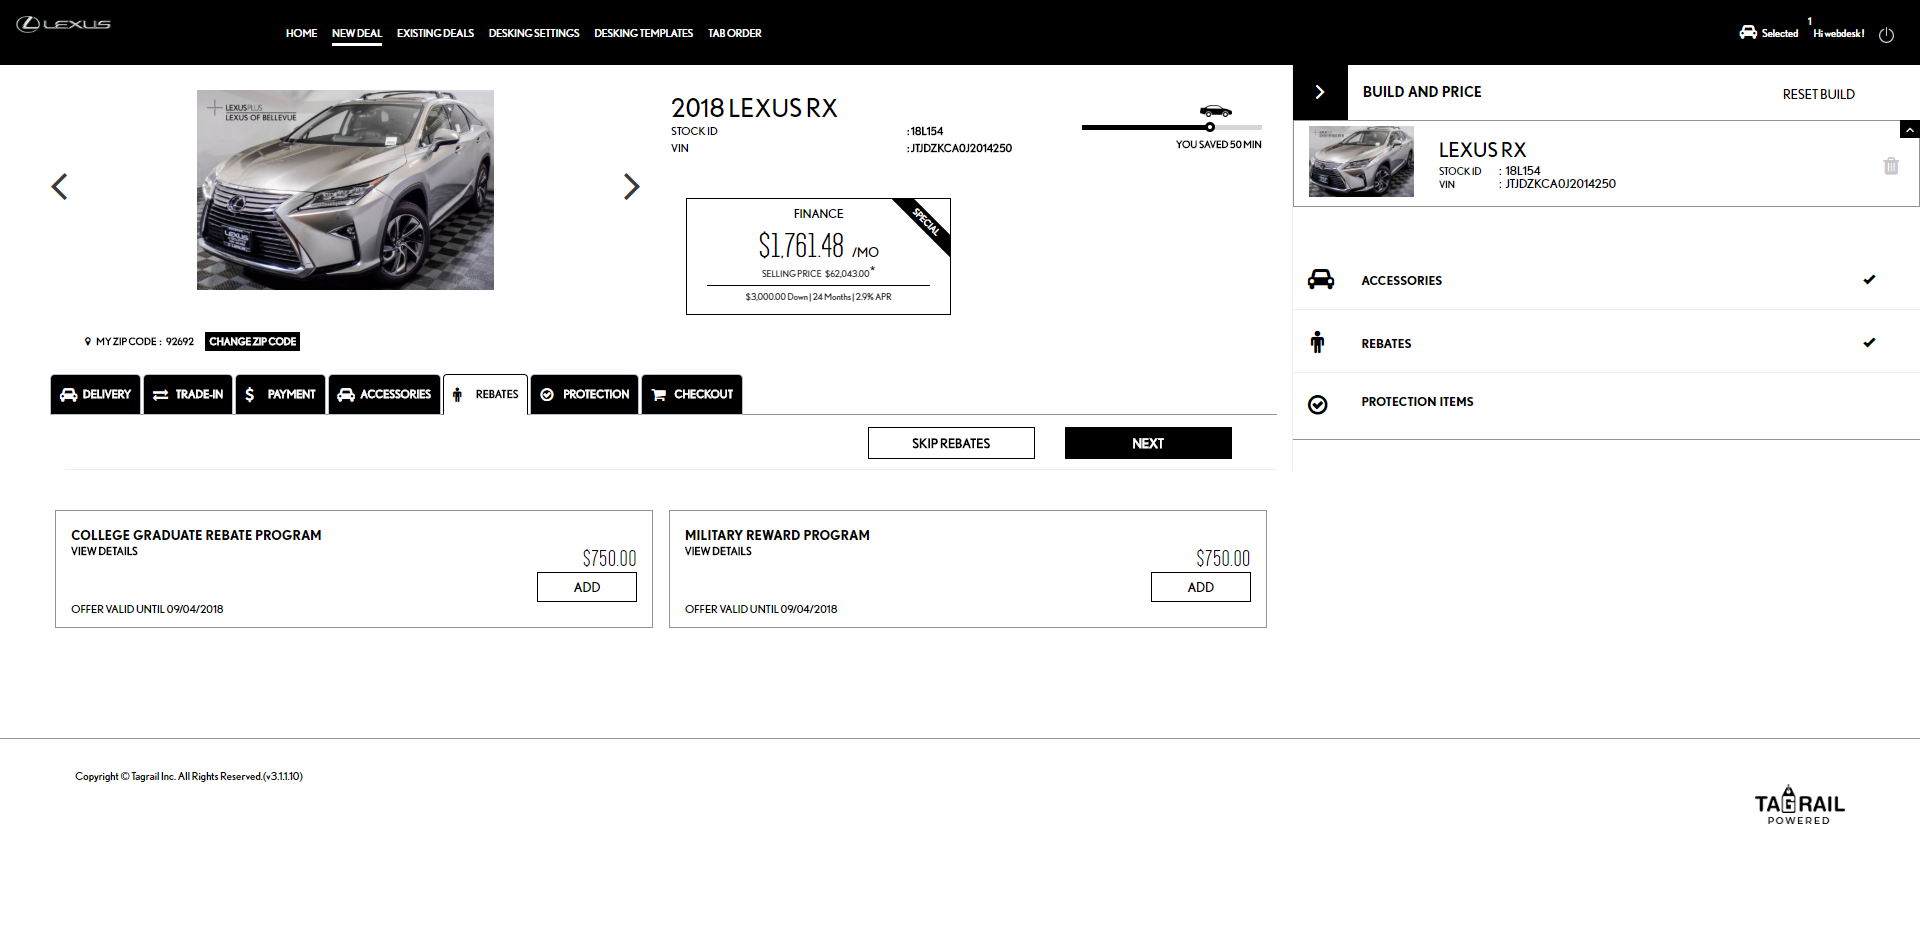 LEXUS
HOME NEW DEAL EXISTING DEALS DESKING SETTINGS DESKING TEMPLATES TAB ORDER
Selected 1 Hi webdesk!
LEXUSPLUS
LEXUS OF BELLEVUE
LEXUS
2018 LEXUS RX
STOCK ID : 18L154
VIN : JTJDZKCA0J2014250
YOU SAVED 50 MIN
FINANCE
SPECIAL
$1,761.48 /MO
SELLING PRICE $62,043.00*
$3,000.00 Down | 24 Months | 2.9% APR
MY ZIP CODE : 92692 CHANGE ZIP CODE
DELIVERY TRADE-IN PAYMENT ACCESSORIES REBATES PROTECTION CHECKOUT
SKIP REBATES NEXT
COLLEGE GRADUATE REBATE PROGRAM
VIEW DETAILS
$750.00
ADD
OFFER VALID UNTIL 09/04/2018
MILITARY REWARD PROGRAM
VIEW DETAILS
$750.00
ADD
OFFER VALID UNTIL 09/04/2018
BUILD AND PRICE RESET BUILD
LEXUS RX
STOCK ID : 18L154
VIN : JTJDZKCA0J2014250
ACCESSORIES
REBATES
PROTECTION ITEMS
Copyright © Tagrail Inc. All Rights Reserved.(v3.1.1.10)
TAGRAIL
POWERED